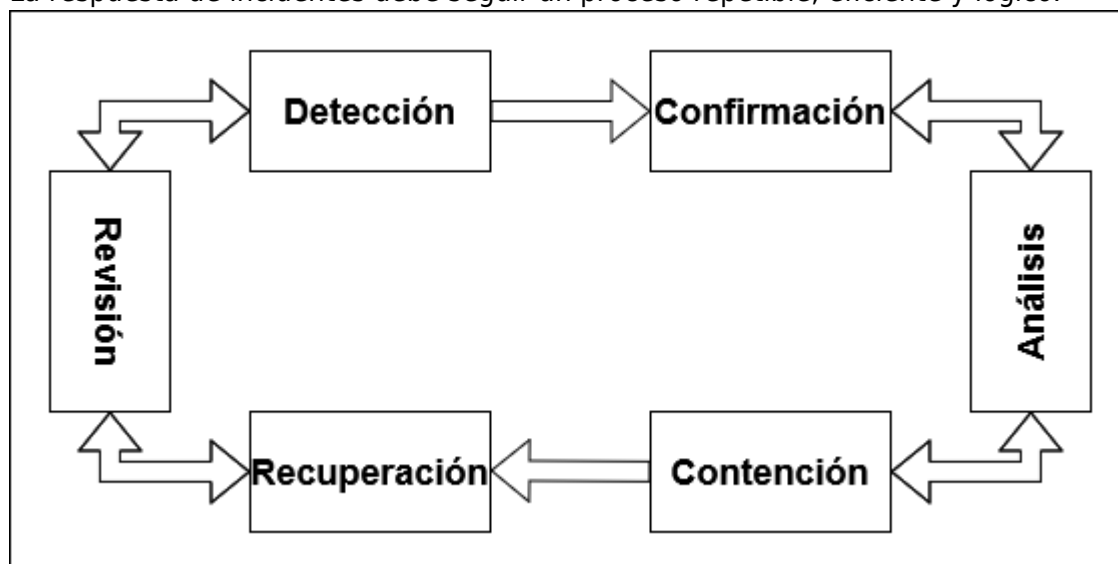 La respuesta de incidentes debe seguir un proceso repetible, eficiente y lógico.
Detección
Confirmación
Revisión
Análisis
Recuperación
Contención